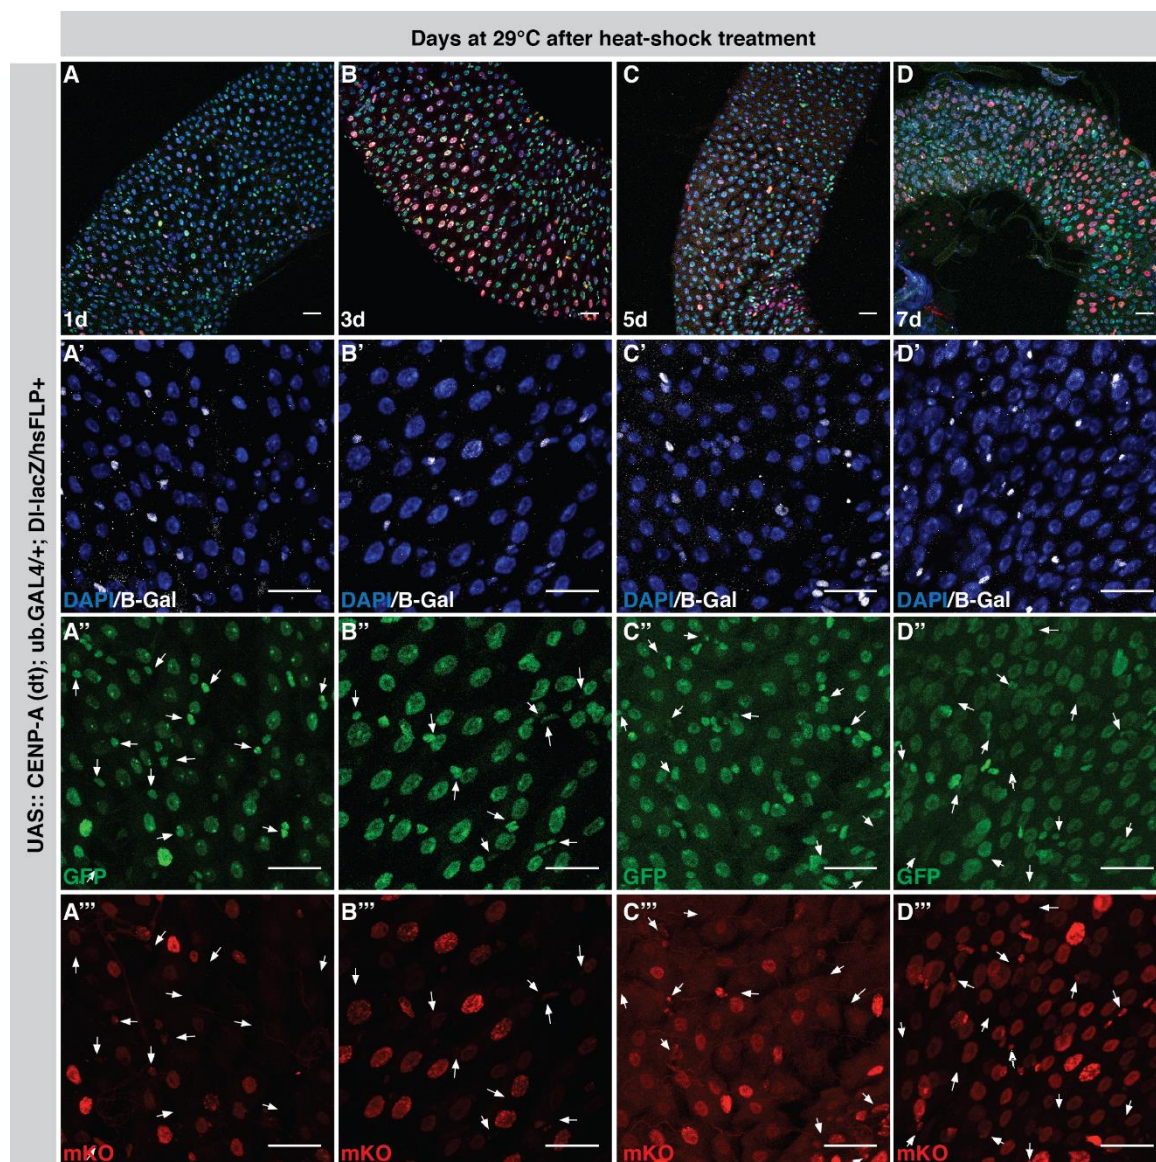 Days at 29°C after heat-shock treatment
UAS:: CENP-A (dt); ub.GAL4/+; Dl-lacZ/hsFLP+
A
B
C
D
1d
3d
5d
7d
A'
B'
C'
D'
DAPI/B-Gal
DAPI/B-Gal
DAPI/B-Gal
DAPI/B-Gal
A''
B''
C''
D''
GFP
GFP
GFP
GFP
A'''
B'''
C'''
D'''
mKO
mKO
mKO
mKO